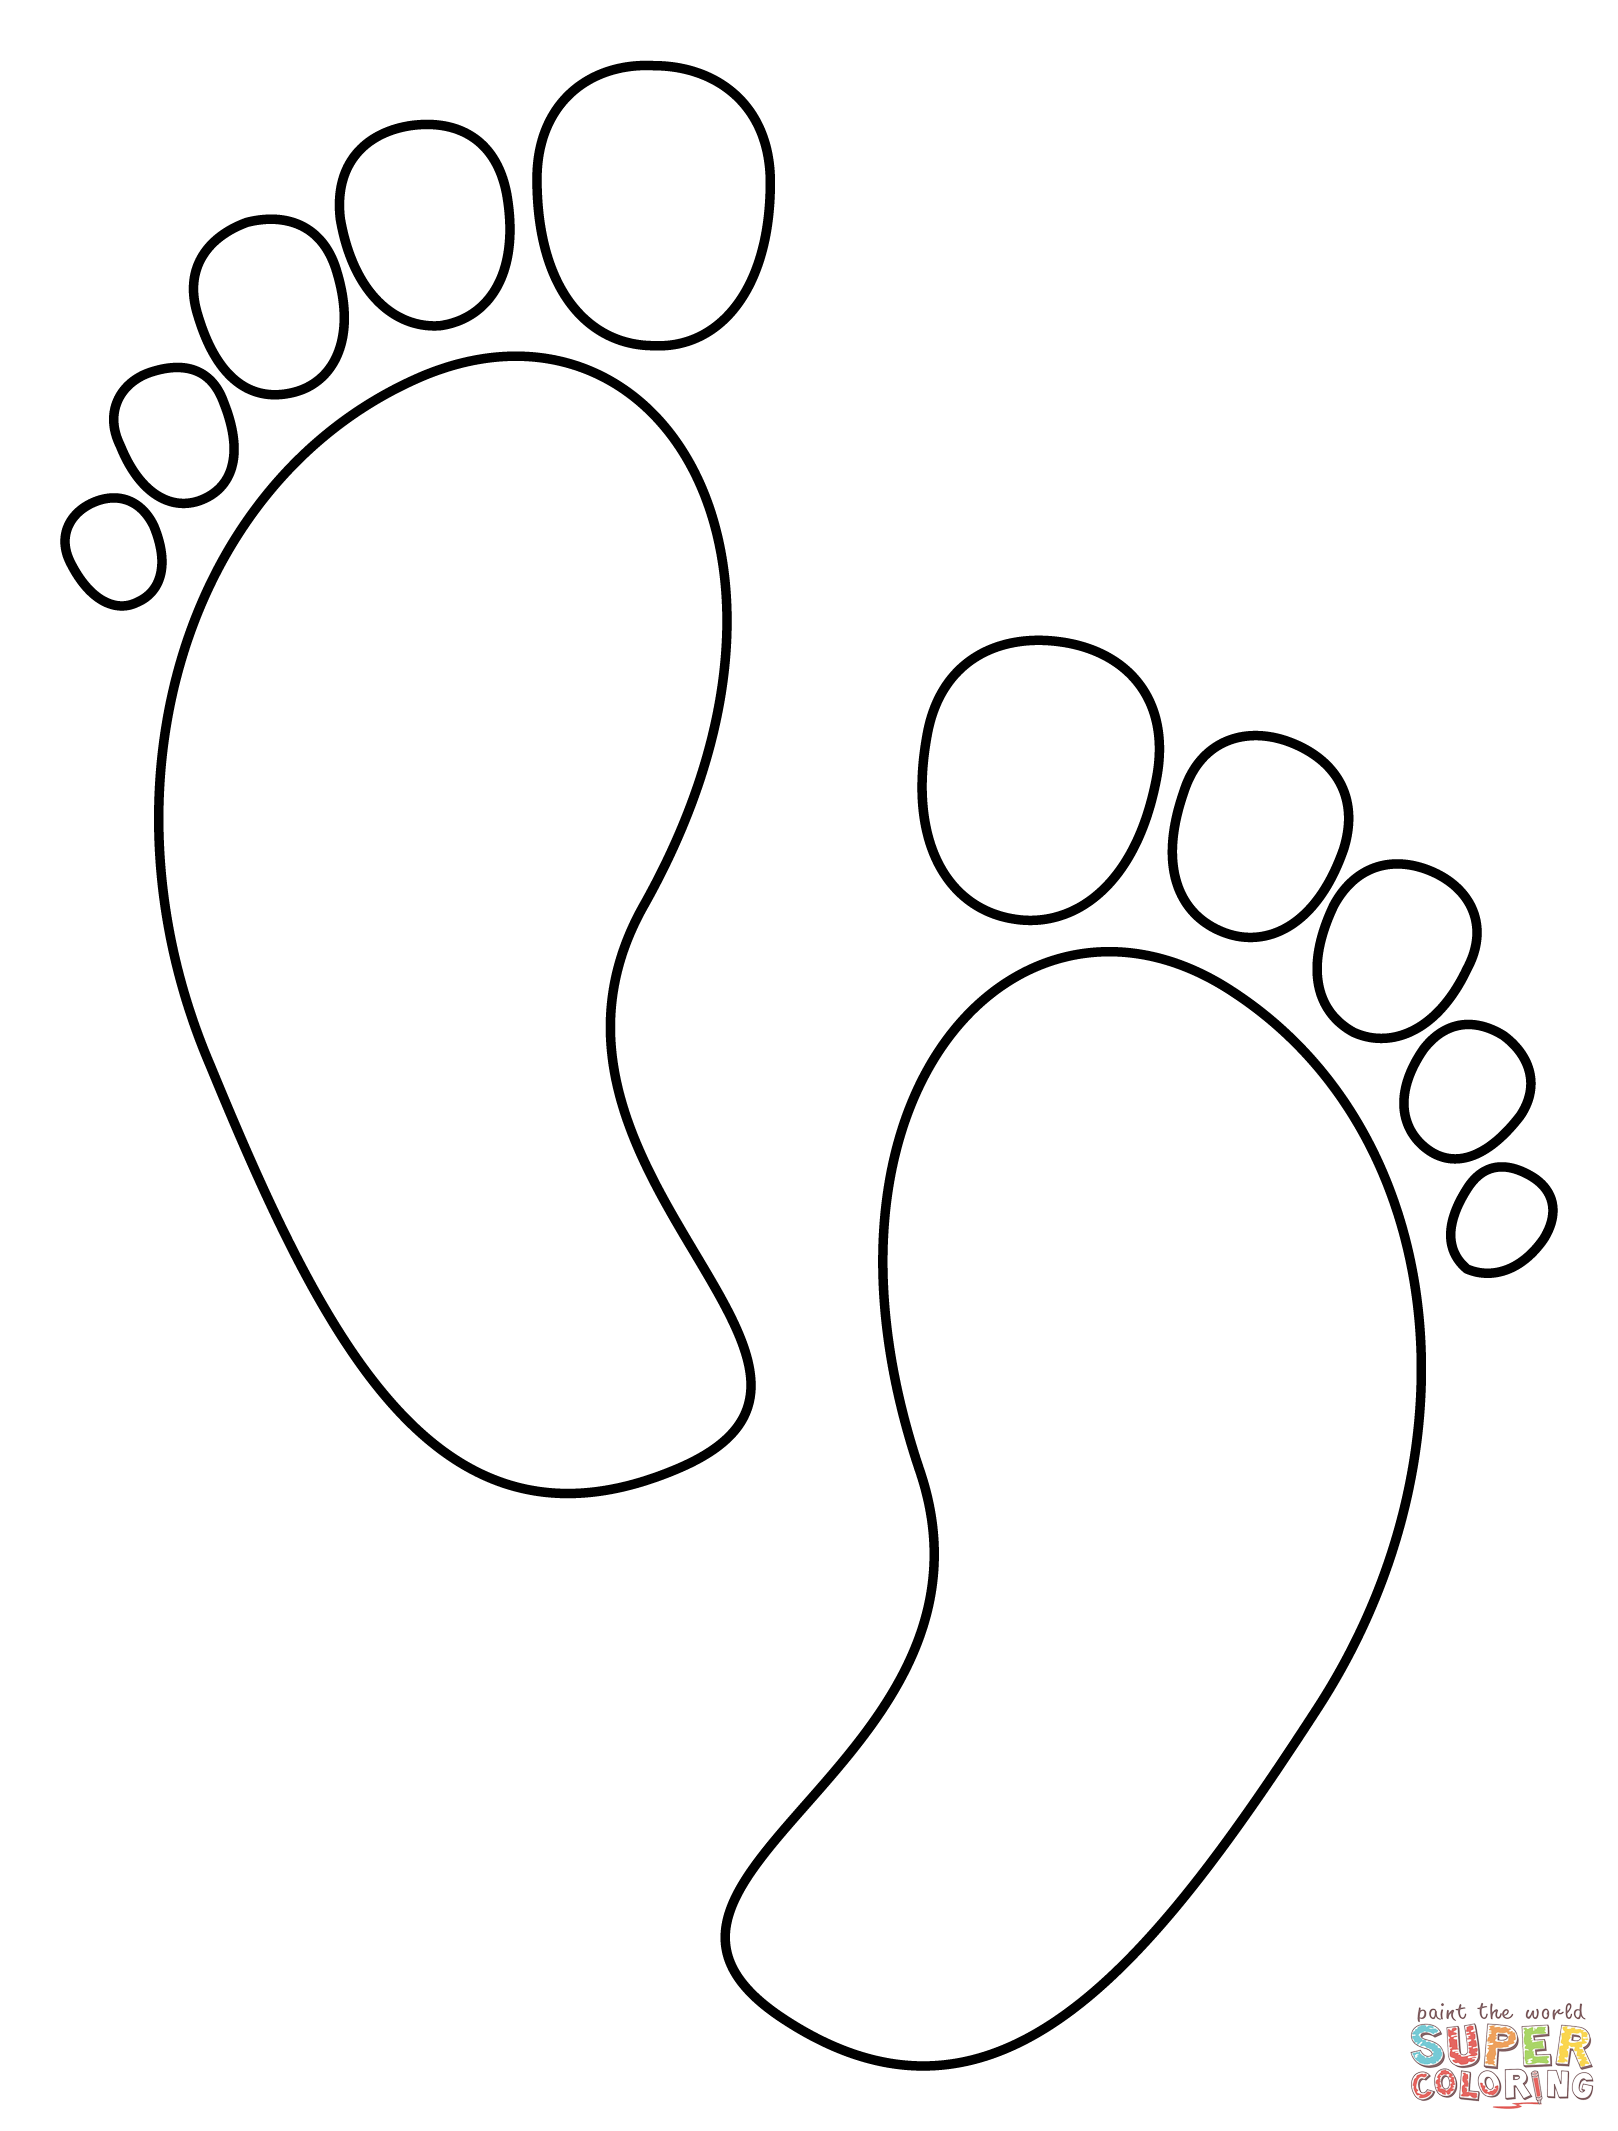 paint the world
SUPER
COLORING